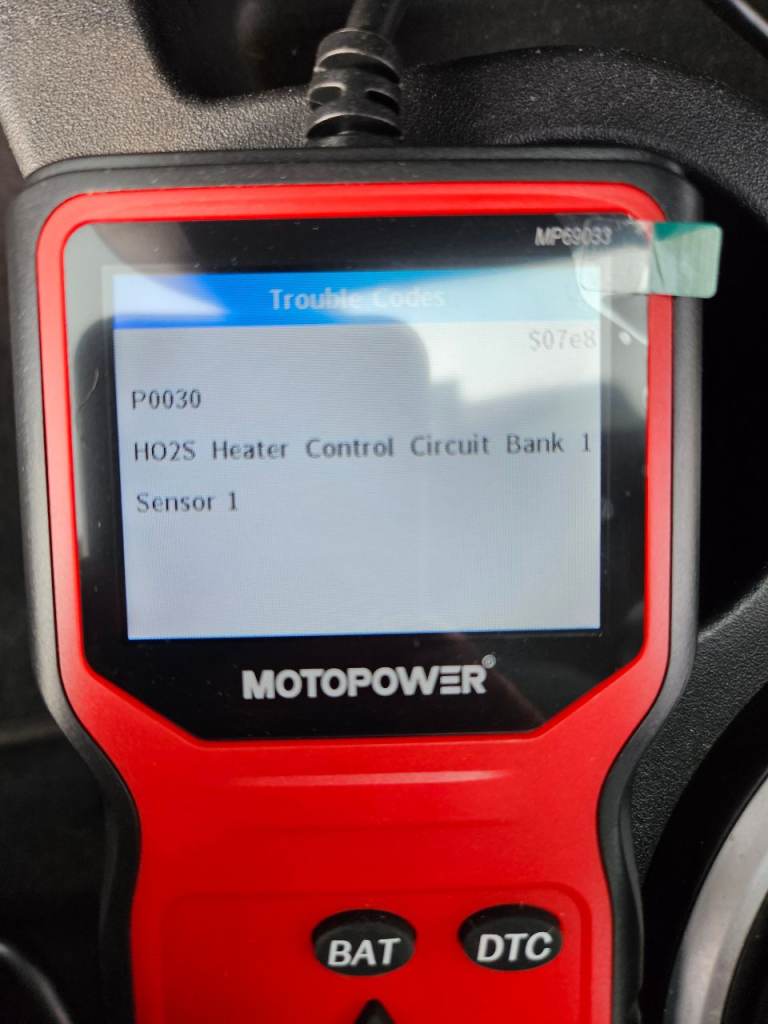 MP69033
Trouble Codes
$07e8
P0030
HO2S Heater Control Circuit Bank 1
Sensor 1
MOTOPOWER®
BAT
DTC